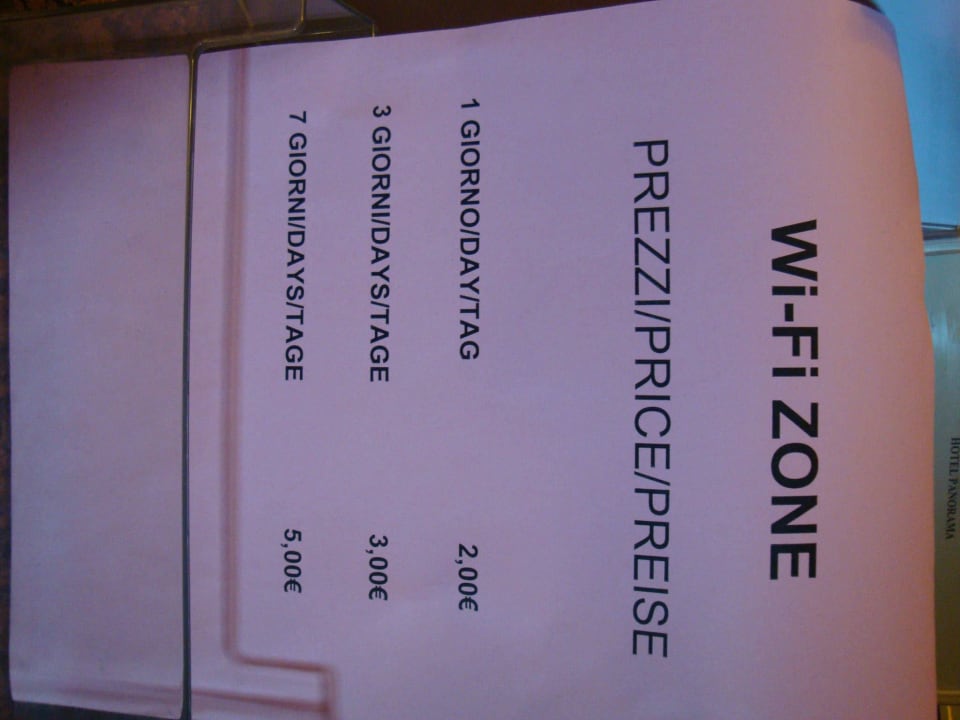 Wi-Fi ZONE
PREZZI/PRICE/PREISE
1 GIORNO/DAY/TAG 2,00€
3 GIORNI/DAYS/TAGE 3,00€
7 GIORNI/DAYS/TAGE 5,00€
HOTEL PANORAMA